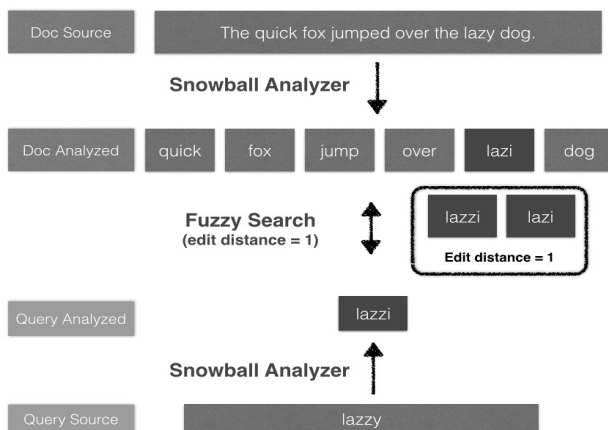 Doc Source
The quick fox jumped over the lazy dog.
Snowball Analyzer
Doc Analyzed
quick
fox
jump
over
lazi
dog
Fuzzy Search
(edit distance = 1)
lazzi
lazi
Edit distance = 1
Query Analyzed
lazzi
Snowball Analyzer
Query Source
lazzy